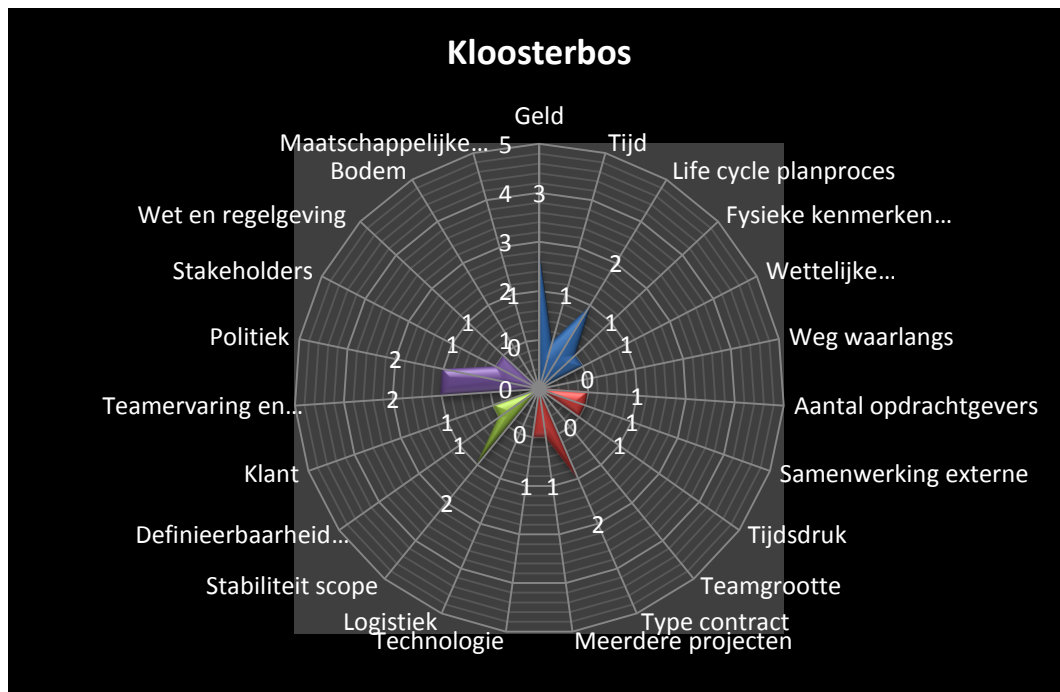 Kloosterbos
Geld
Maatschappelijke...
5
Tijd
Bodem
Life cycle planproces
4
3
Wet en regelgeving
Fysieke kenmerken...
3
2
Stakeholders
Wettelijke...
2
1
1
1
1
Politiek
1
1
1
0
Weg waarlangs
2
0
0
Teamervaring en...
2
0
1
Aantal opdrachtgevers
1
0
0
1
Klant
1
1
Samenwerking externe
1
1
2
2
Definieerbaarheid...
Tijdsdruk
Stabiliteit scope
Teamgrootte
Logistiek
Type contract
Technologie
Meerdere projecten